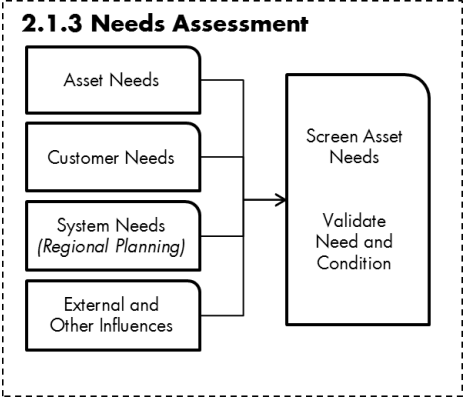 2.1.3 Needs Assessment
Asset Needs
Customer Needs
System Needs
(Regional Planning)
External and
Other Influences
Screen Asset
Needs
Validate
Need and
Condition